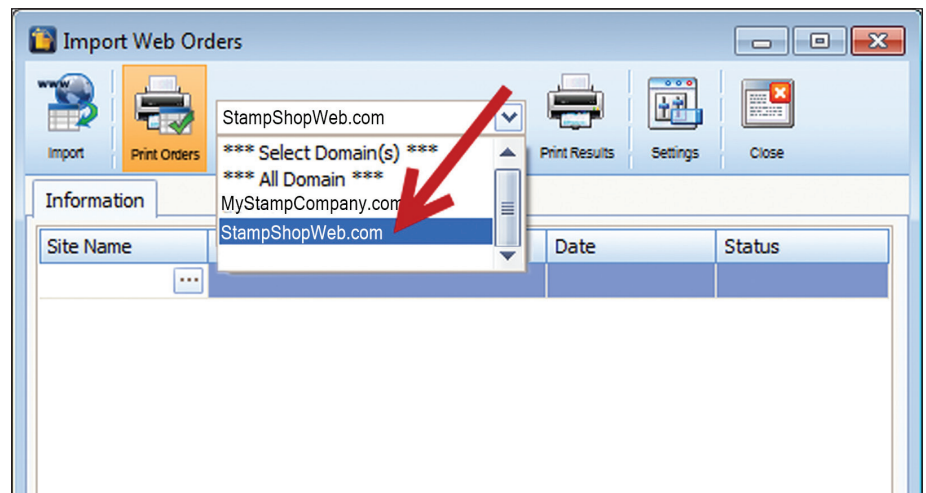 Import Web Orders
www
Import
Print Orders
StampShopWeb.com
Print Results
Settings
Close
*** Select Domain(s) ***
*** All Domain ***
MyStampCompany.com
StampShopWeb.com
Information
Site Name
Date
Status
...